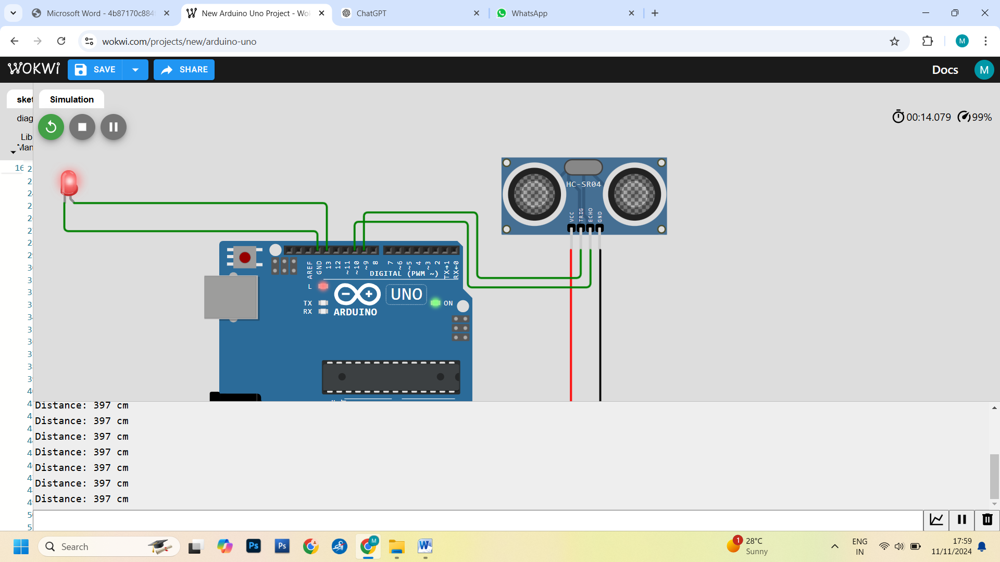 Microsoft Word - 4b87170c884
New Arduino Uno Project - Wok
ChatGPT
WhatsApp
wokwi.com/projects/new/arduino-uno
M
WOKWi
SAVE
SHARE
Docs
M
sket
Simulation
diag
Lib
Man
00:14.079
99%
16
HC-SR04
VCC
TRIG
ECHO
GND
AREF
GND
13
12
~11
~10
~9
8
7
~6
~5
4
~3
2
TX→1
RX←0
DIGITAL (PWM ~)
L
UNO
TX
ON
RX
ARDUINO
Distance: 397 cm
Distance: 397 cm
Distance: 397 cm
Distance: 397 cm
Distance: 397 cm
Distance: 397 cm
Distance: 397 cm
Search
Ps
Ps
M
W
1
28°C
Sunny
ENG
IN
17:59
11/11/2024